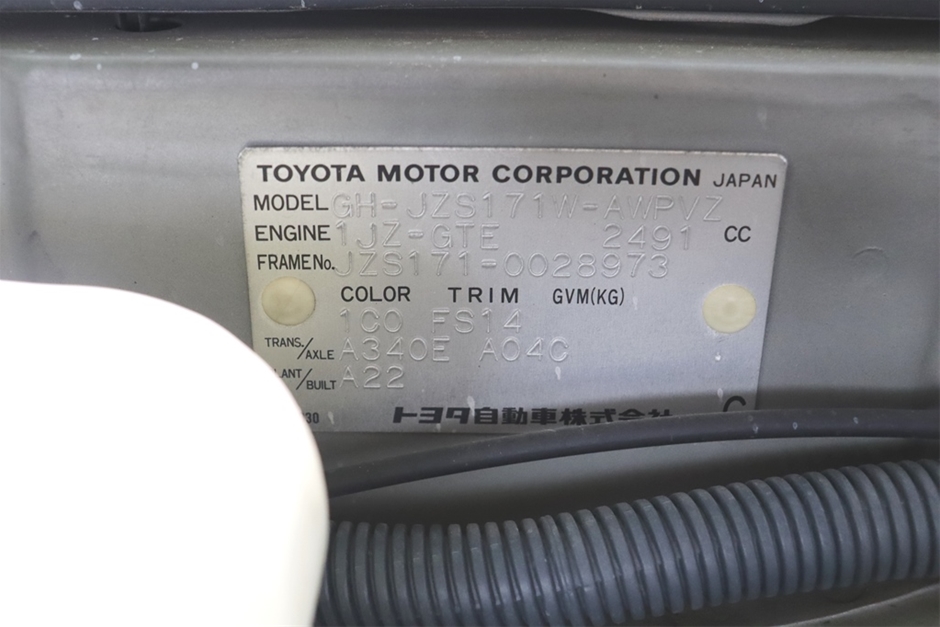 TOYOTA MOTOR CORPORATION JAPAN
MODEL GH-JZS171W-AWPVZ
ENGINE 1JZ-GTE 2491 CC
FRAME No. JZS171-0028973
COLOR TRIM GVM(KG)
1C0 FS14
TRANS./AXLE A340E A04C
PLANT/BUILT A22
トヨタ自動車株式会社